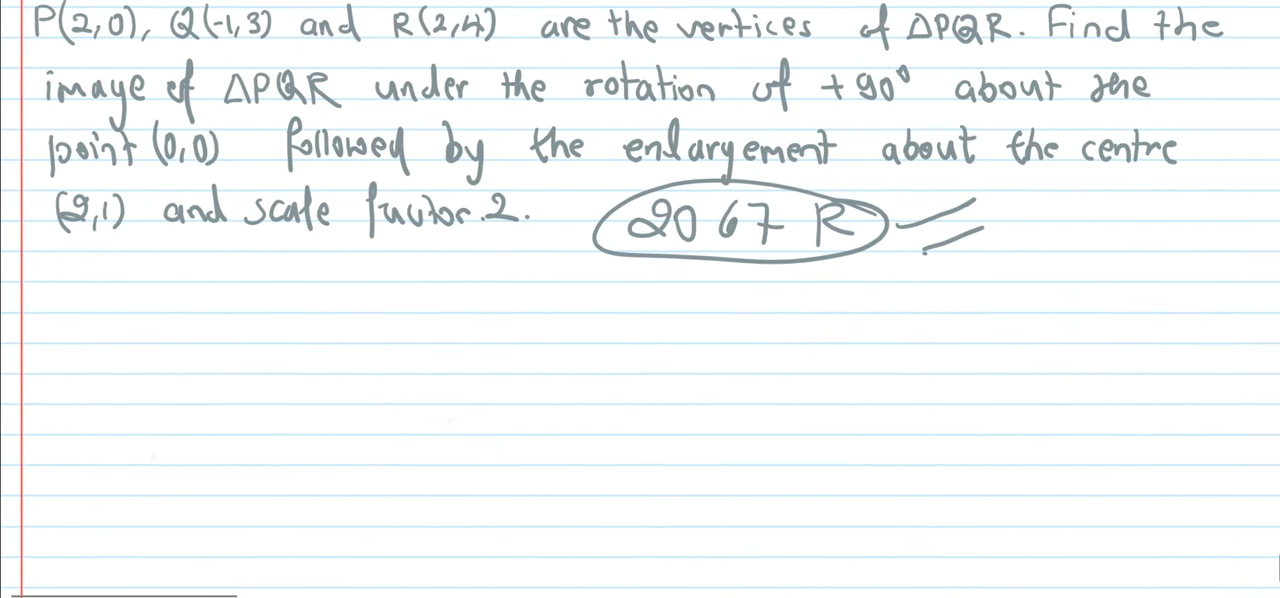 P(2,0), Q(-1,3) and R(2,4) are the vertices of ΔPQR. Find the
image of ΔPQR under the rotation of +90° about the
point (0,0) followed by the enlargement about the centre
(2,1) and scale factor.2.
2067 R